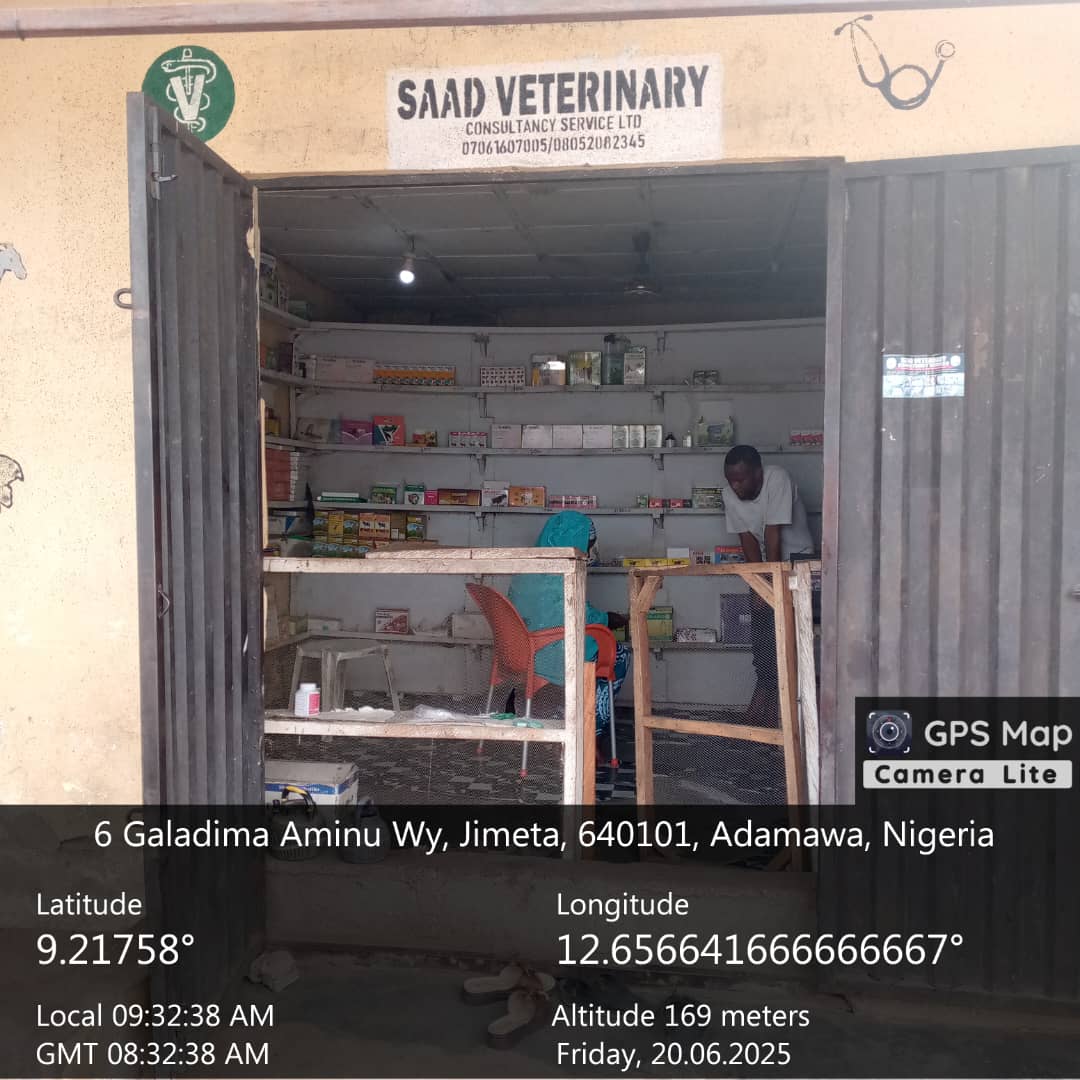 V
SAAD VETERINARY
CONSULTANCY SERVICE LTD
07061607005/08052082345
GPS Map
Camera Lite
6 Galadima Aminu Wy, Jimeta, 640101, Adamawa, Nigeria
Latitude
9.21758°
Longitude
12.656641666666667°
Local 09:32:38 AM
GMT 08:32:38 AM
Altitude 169 meters
Friday, 20.06.2025